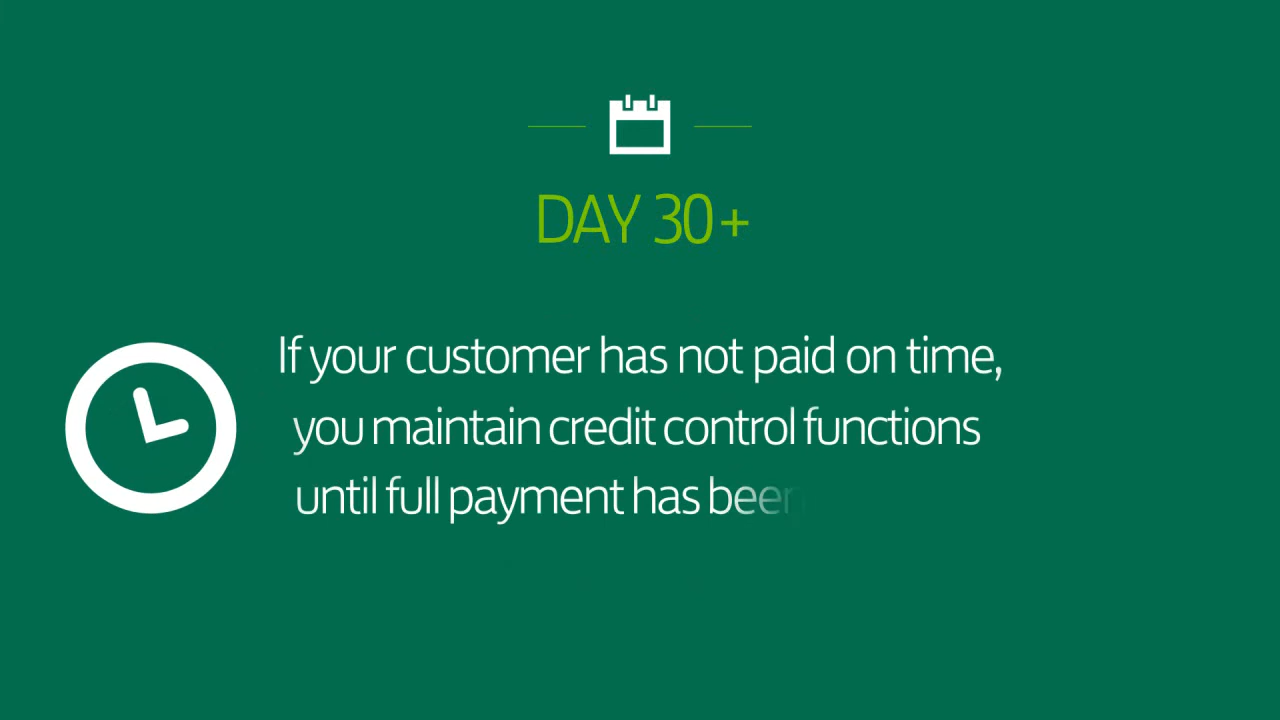 DAY 30+
If your customer has not paid on time,
you maintain credit control functions
until full payment has been